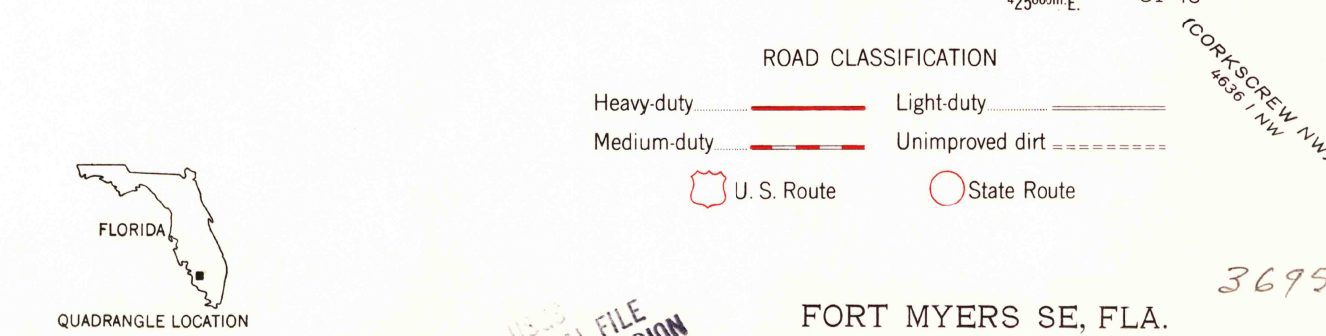 ROAD CLASSIFICATION
Heavy-duty Light-duty
Medium-duty Unimproved dirt
U. S. Route State Route
(CORKSCREW NW)
4636 I NW
FLORIDA
QUADRANGLE LOCATION
FILE
3695
FORT MYERS SE, FLA.